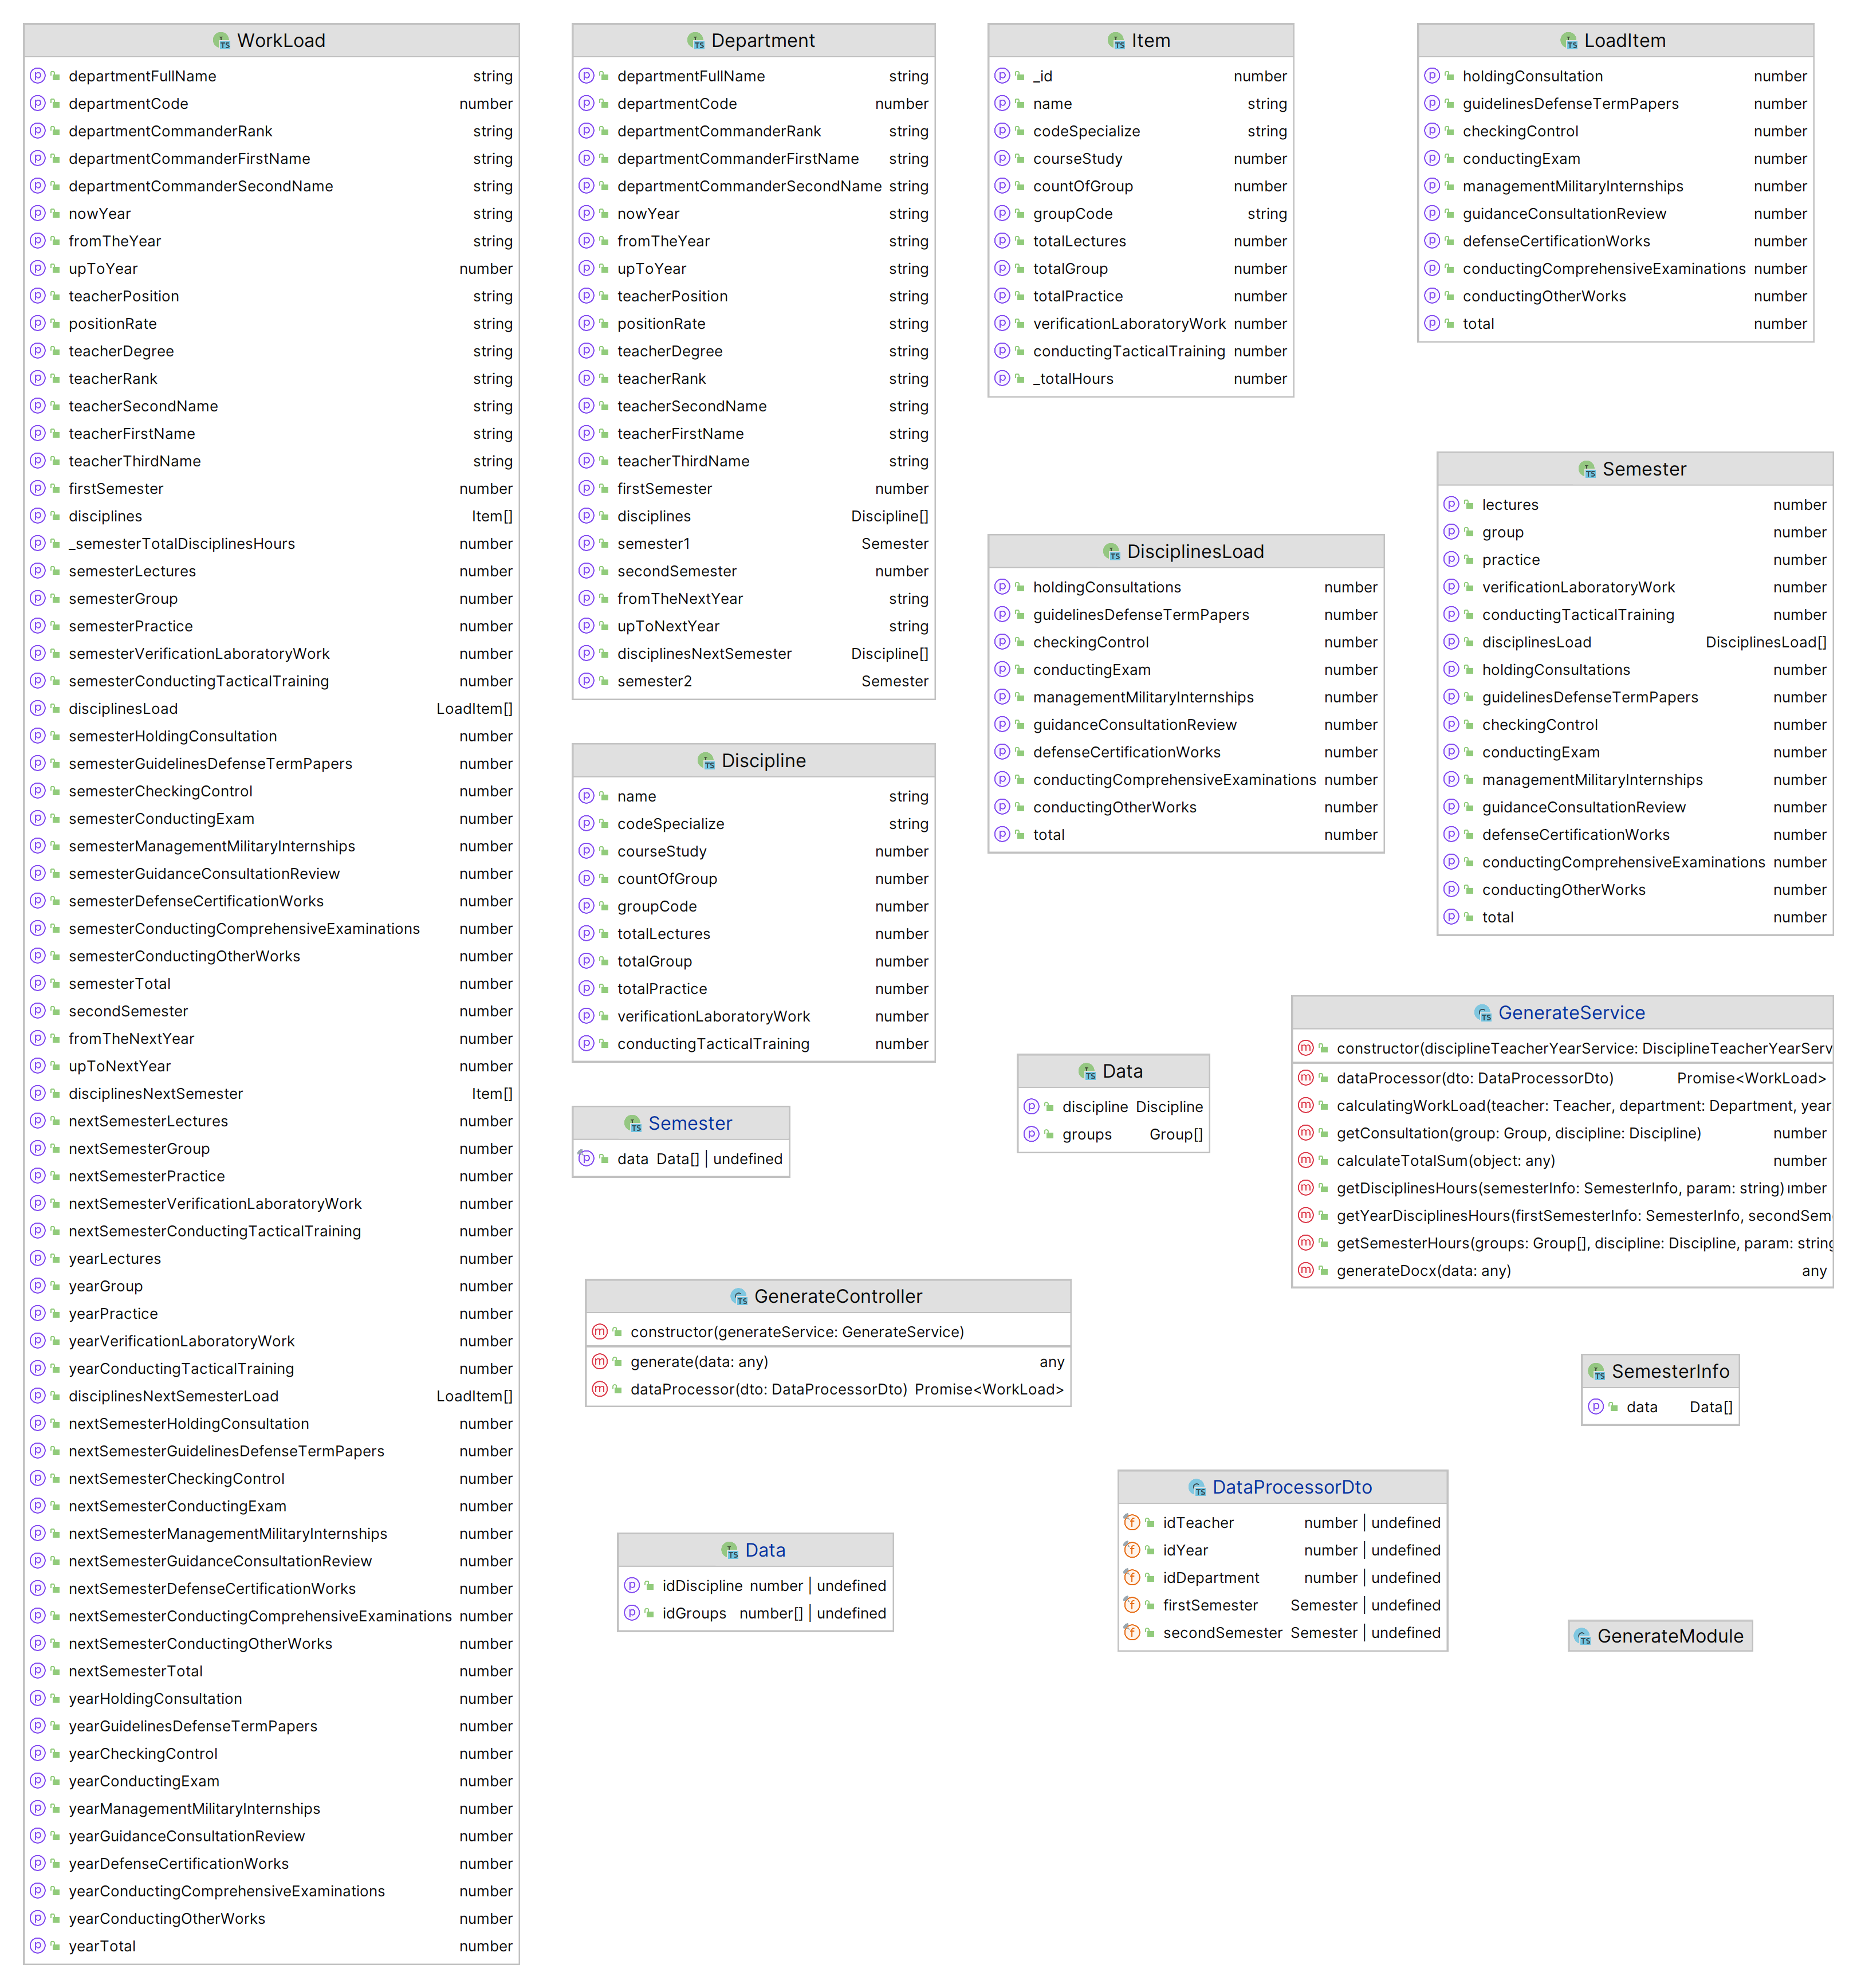 WorkLoad
departmentFullName string
departmentCode number
departmentCommanderRank string
departmentCommanderFirstName string
departmentCommanderSecondName string
nowYear string
fromTheYear string
upToYear number
teacherPosition string
positionRate string
teacherDegree string
teacherRank string
teacherSecondName string
teacherFirstName string
teacherThirdName string
firstSemester number
disciplines Item[]
_semesterTotalDisciplinesHours number
semesterLectures number
semesterGroup number
semesterPractice number
semesterVerificationLaboratoryWork number
semesterConductingTacticalTraining number
disciplinesLoad LoadItem[]
semesterHoldingConsultation number
semesterGuidelinesDefenseTermPapers number
semesterCheckingControl number
semesterConductingExam number
semesterManagementMilitaryInternships number
semesterGuidanceConsultationReview number
semesterDefenseCertificationWorks number
semesterConductingComprehensiveExaminations number
semesterConductingOtherWorks number
semesterTotal number
secondSemester number
fromTheNextYear number
upToNextYear number
disciplinesNextSemester Item[]
nextSemesterLectures number
nextSemesterGroup number
nextSemesterPractice number
nextSemesterVerificationLaboratoryWork number
nextSemesterConductingTacticalTraining number
yearLectures number
yearGroup number
yearPractice number
yearVerificationLaboratoryWork number
yearConductingTacticalTraining number
disciplinesNextSemesterLoad LoadItem[]
nextSemesterHoldingConsultation number
nextSemesterGuidelinesDefenseTermPapers number
nextSemesterCheckingControl number
nextSemesterConductingExam number
nextSemesterManagementMilitaryInternships number
nextSemesterGuidanceConsultationReview number
nextSemesterDefenseCertificationWorks number
nextSemesterConductingComprehensiveExaminations number
nextSemesterConductingOtherWorks number
nextSemesterTotal number
yearHoldingConsultation number
yearGuidelinesDefenseTermPapers number
yearCheckingControl number
yearConductingExam number
yearManagementMilitaryInternships number
yearGuidanceConsultationReview number
yearDefenseCertificationWorks number
yearConductingComprehensiveExaminations number
yearConductingOtherWorks number
yearTotal number
Department
departmentFullName string
departmentCode number
departmentCommanderRank string
departmentCommanderFirstName string
departmentCommanderSecondName string
nowYear string
fromTheYear string
upToYear string
teacherPosition string
positionRate string
teacherDegree string
teacherRank string
teacherSecondName string
teacherFirstName string
teacherThirdName string
firstSemester number
disciplines Discipline[]
semester1 Semester
secondSemester number
fromTheNextYear string
upToNextYear string
disciplinesNextSemester Discipline[]
semester2 Semester
Discipline
name string
codeSpecialize string
courseStudy number
countOfGroup number
groupCode number
totalLectures number
totalGroup number
totalPractice number
verificationLaboratoryWork number
conductingTacticalTraining number
Semester
data Data[] | undefined
GenerateController
constructor(generateService: GenerateService)
generate(data: any) any
dataProcessor(dto: DataProcessorDto) Promise<WorkLoad>
Data
idDiscipline number | undefined
idGroups number[] | undefined
Item
_id number
name string
codeSpecialize string
courseStudy number
countOfGroup number
groupCode string
totalLectures number
totalGroup number
totalPractice number
verificationLaboratoryWork number
conductingTacticalTraining number
_totalHours number
DisciplinesLoad
holdingConsultations number
guidelinesDefenseTermPapers number
checkingControl number
conductingExam number
managementMilitaryInternships number
guidanceConsultationReview number
defenseCertificationWorks number
conductingComprehensiveExaminations number
conductingOtherWorks number
total number
Data
discipline Discipline
groups Group[]
DataProcessorDto
idTeacher number | undefined
idYear number | undefined
idDepartment number | undefined
firstSemester Semester | undefined
secondSemester Semester | undefined
LoadItem
holdingConsultation number
guidelinesDefenseTermPapers number
checkingControl number
conductingExam number
managementMilitaryInternships number
guidanceConsultationReview number
defenseCertificationWorks number
conductingComprehensiveExaminations number
conductingOtherWorks number
total number
Semester
lectures number
group number
practice number
verificationLaboratoryWork number
conductingTacticalTraining number
disciplinesLoad DisciplinesLoad[]
holdingConsultations number
guidelinesDefenseTermPapers number
checkingControl number
conductingExam number
managementMilitaryInternships number
guidanceConsultationReview number
defenseCertificationWorks number
conductingComprehensiveExaminations number
conductingOtherWorks number
total number
GenerateService
constructor(disciplineTeacherYearService: DisciplineTeacherYearServ
dataProcessor(dto: DataProcessorDto) Promise<WorkLoad>
calculatingWorkLoad(teacher: Teacher, department: Department, year
getConsultation(group: Group, discipline: Discipline) number
calculateTotalSum(object: any) number
getDisciplinesHours(semesterInfo: SemesterInfo, param: string) mber
getYearDisciplinesHours(firstSemesterInfo: SemesterInfo, secondSem
getSemesterHours(groups: Group[], discipline: Discipline, param: string
generateDocx(data: any) any
SemesterInfo
data Data[]
GenerateModule